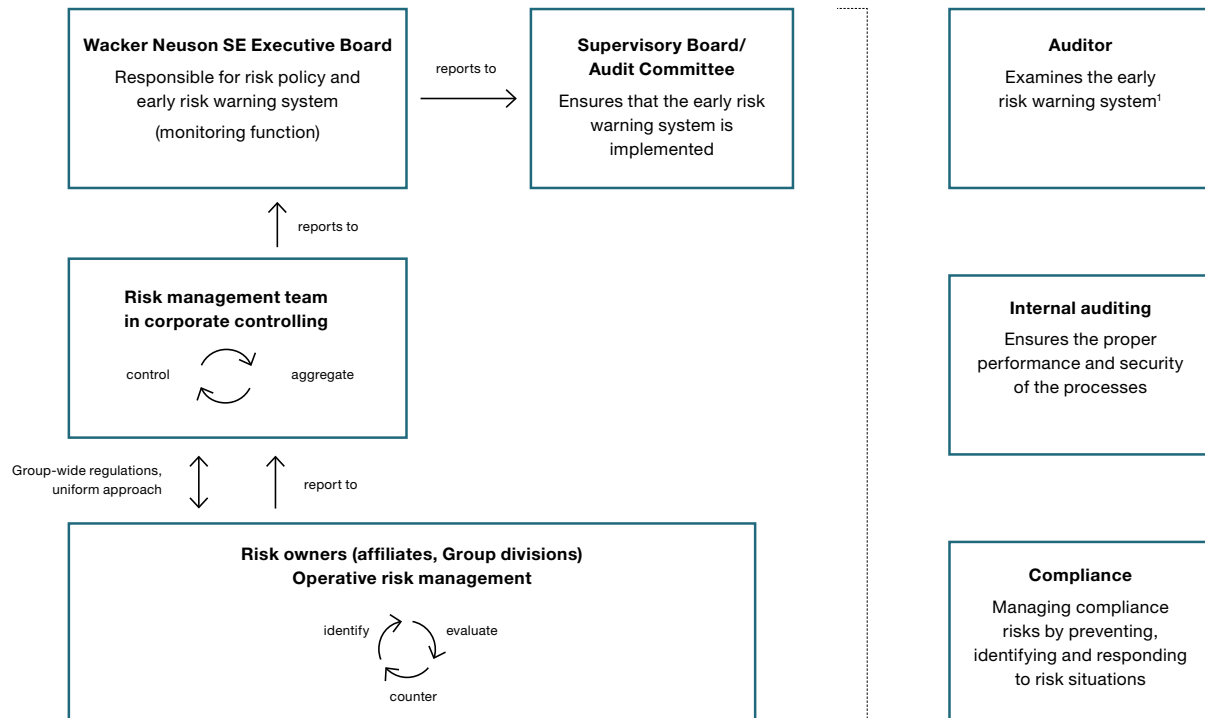 Wacker Neuson SE Executive Board
Responsible for risk policy and
early risk warning system
(monitoring function)
reports to
Supervisory Board/
Audit Committee
Ensures that the early risk
warning system is
implemented
Auditor
Examines the early
risk warning system¹
reports to
Risk management team
in corporate controlling
control
aggregate
Internal auditing
Ensures the proper
performance and security
of the processes
Group-wide regulations,
uniform approach
report to
Risk owners (affiliates, Group divisions)
Operative risk management
identify
evaluate
counter
Compliance
Managing compliance
risks by preventing,
identifying and responding
to risk situations